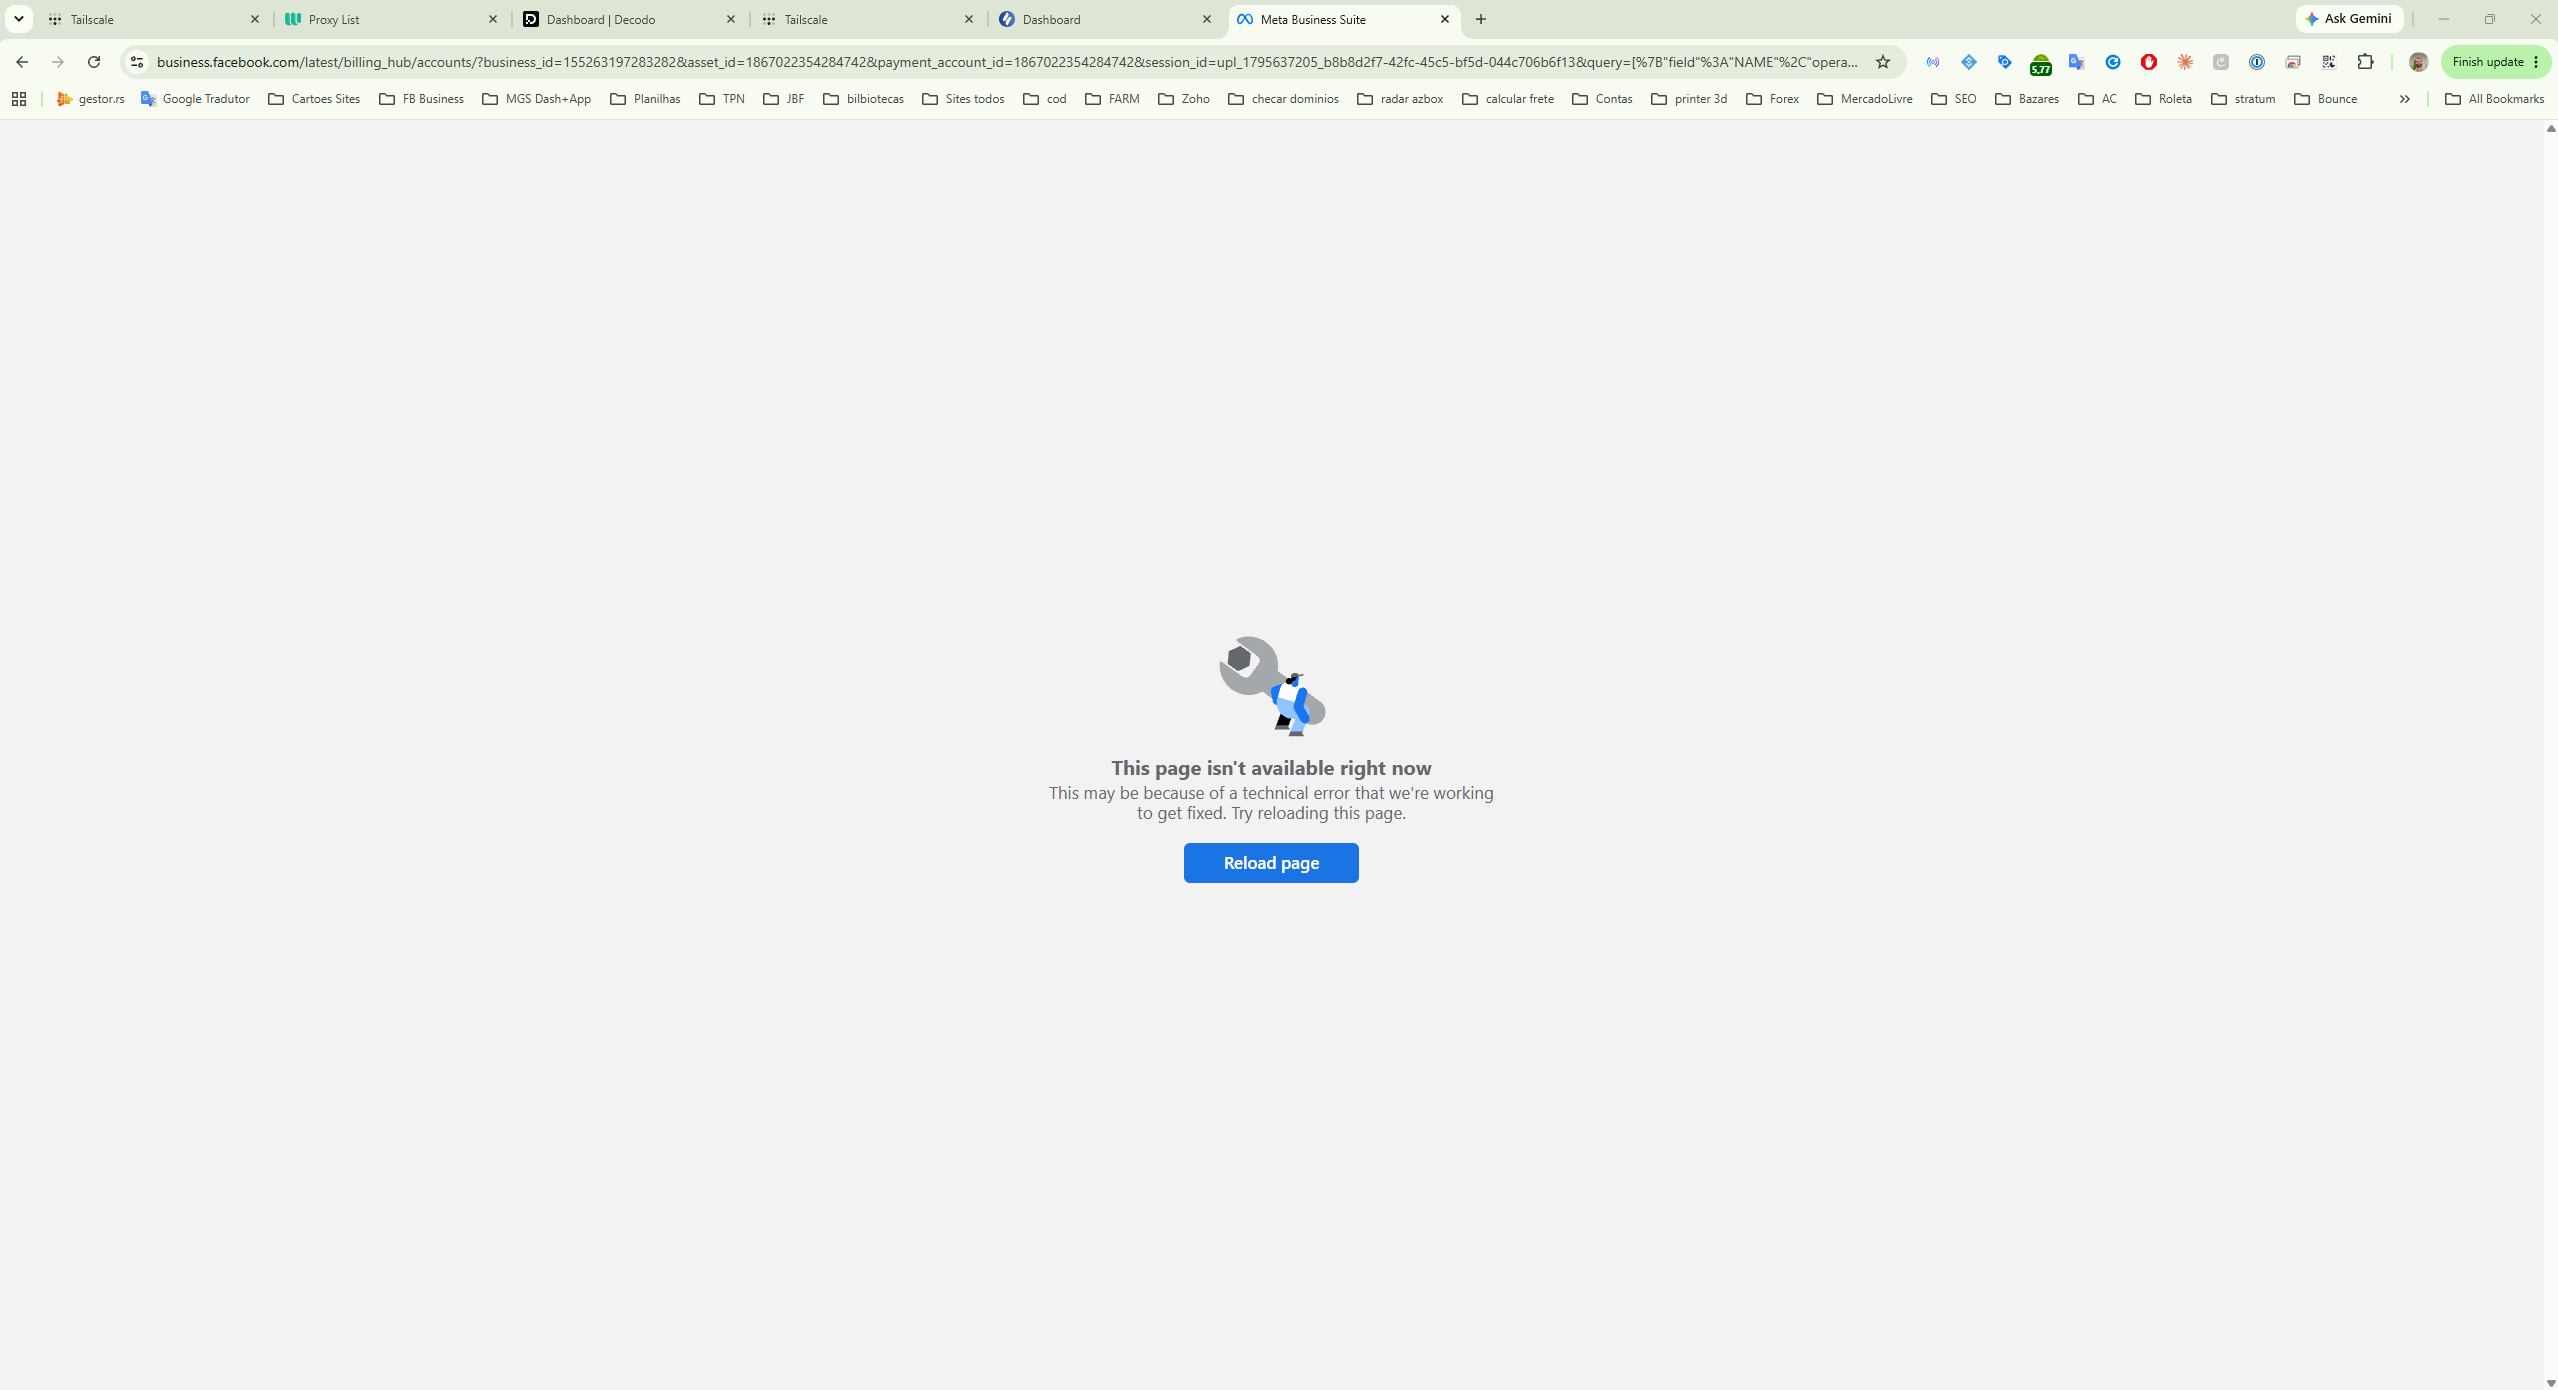 Tailscale
Proxy List
Dashboard | Decodo
Tailscale
Dashboard
Meta Business Suite
Ask Gemini
business.facebook.com/latest/billing_hub/accounts/?business_id=155263197283282&asset_id=1867022354284742&payment_account_id=1867022354284742&session_id=upl_1795637205_b8b8d2f7-42fc-45c5-bf5d-044c706b6f13&query=[%7B"field"%3A"NAME"%2C"opera...
5,77
Finish update
gestor.rs
Google Tradutor
Cartoes Sites
FB Business
MGS Dash+App
Planilhas
TPN
JBF
bilbiotecas
Sites todos
cod
FARM
Zoho
checar dominios
radar azbox
calcular frete
Contas
printer 3d
Forex
MercadoLivre
SEO
Bazares
AC
Roleta
stratum
Bounce
All Bookmarks
This page isn't available right now
This may be because of a technical error that we're working
to get fixed. Try reloading this page.
Reload page